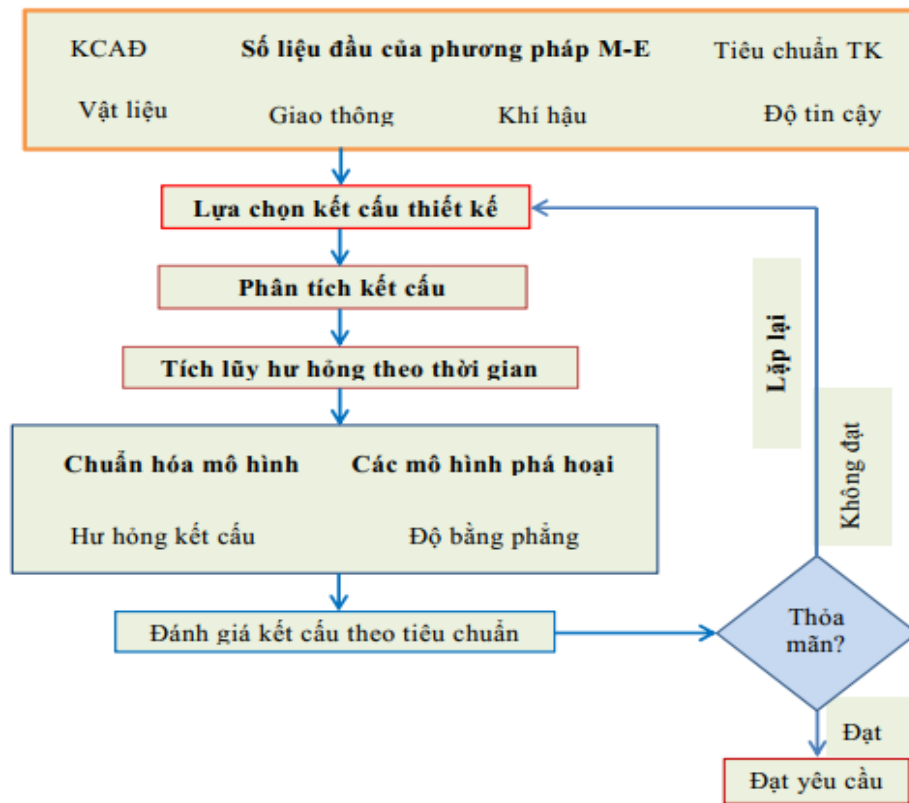 KCAĐ Số liệu đầu của phương pháp M-E Tiêu chuẩn TK
Vật liệu Giao thông Khí hậu Độ tin cậy
Lựa chọn kết cấu thiết kế
Phân tích kết cấu
Tích lũy hư hỏng theo thời gian
Chuẩn hóa mô hình Các mô hình phá hoại
Hư hỏng kết cấu Độ bằng phẳng
Đánh giá kết cấu theo tiêu chuẩn
Thỏa
mãn?
Lặp lại
Không đạt
Đạt
Đạt yêu cầu